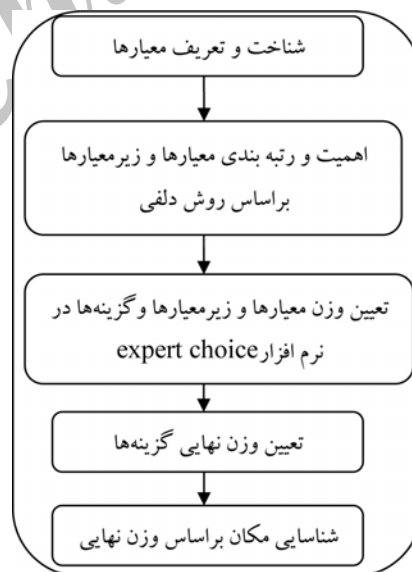 شناخت و تعریف معیارها
اهمیت و رتبه بندی معیارها و زیرمعیارها
براساس روش دلفی
تعیین وزن معیارها و زیرمعیارها وگزینه‌ها در
نرم افزارexpert choice
تعیین وزن نهایی گزینه‌ها
شناسایی مکان براساس وزن نهایی